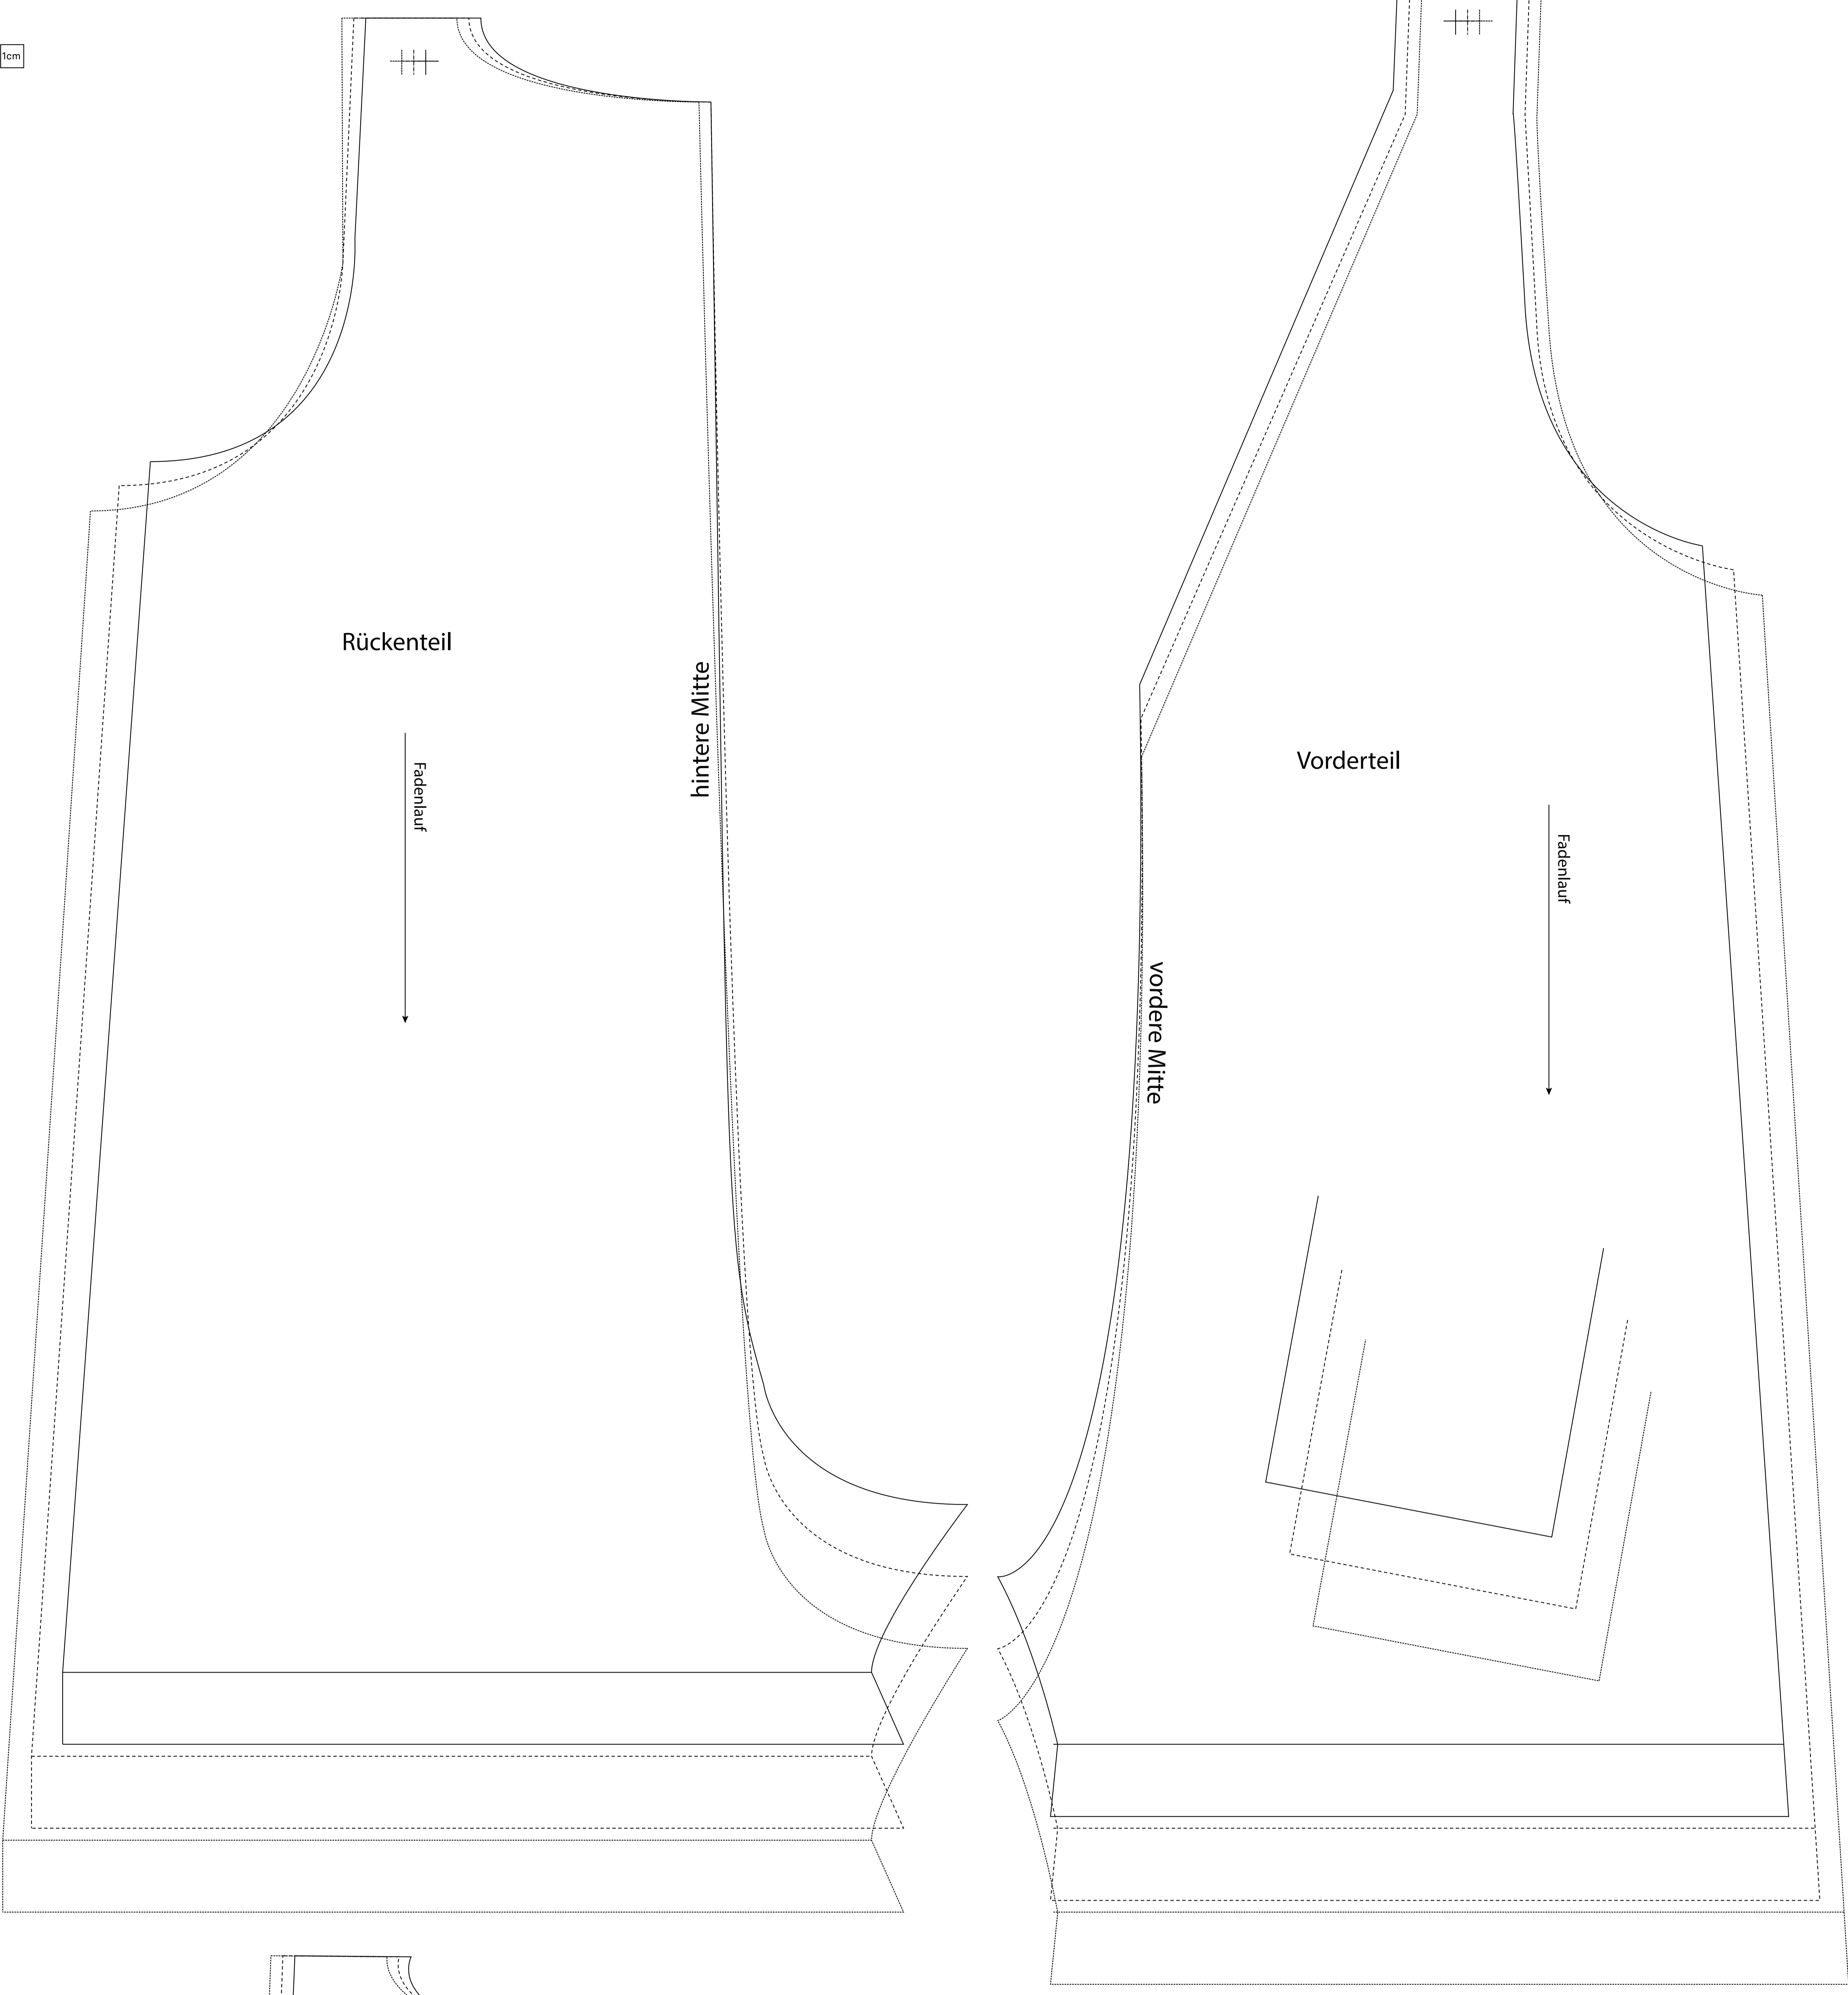 1cm
Rückenteil
hintere Mitte
Fadenlauf
Vorderteil
Fadenlauf
vordere Mitte